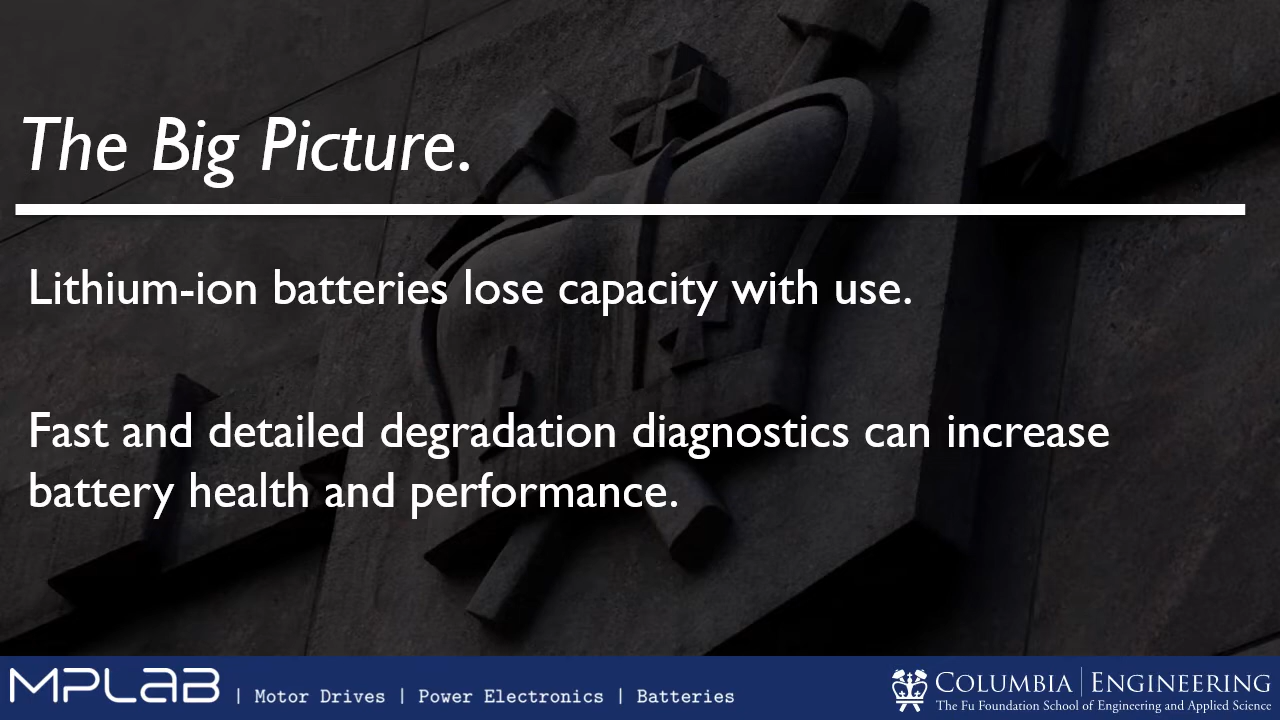 The Big Picture.
Lithium-ion batteries lose capacity with use.
Fast and detailed degradation diagnostics can increase
battery health and performance.
MPLAB | Motor Drives | Power Electronics | Batteries
COLUMBIA | ENGINEERING
The Fu Foundation School of Engineering and Applied Science